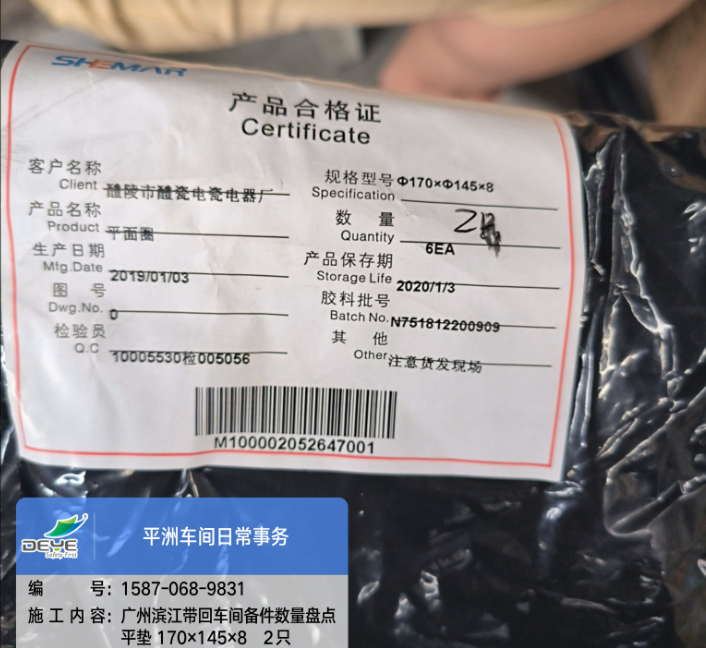 SHEMAR
产品合格证
Certificate
客户名称
Client 醴陵市醴瓷电瓷电器厂
规格型号 Φ170×Φ145×8
Specification
产品名称
Product 平面圈
数量
Quantity 6EA
生产日期
Mfg.Date 2019/01/03
产品保存期
Storage Life 2020/1/3
图号
Dwg.No. 0
胶料批号
Batch No. N751812200909
检验员
Q.C 10005530检005056
其他
Other 注意货发现场
M100002052647001
DEYE
Safety First
平洲车间日常事务
编号：1587-068-9831
施工内容：广州滨江带回车间备件数量盘点
平垫 170×145×8 2只